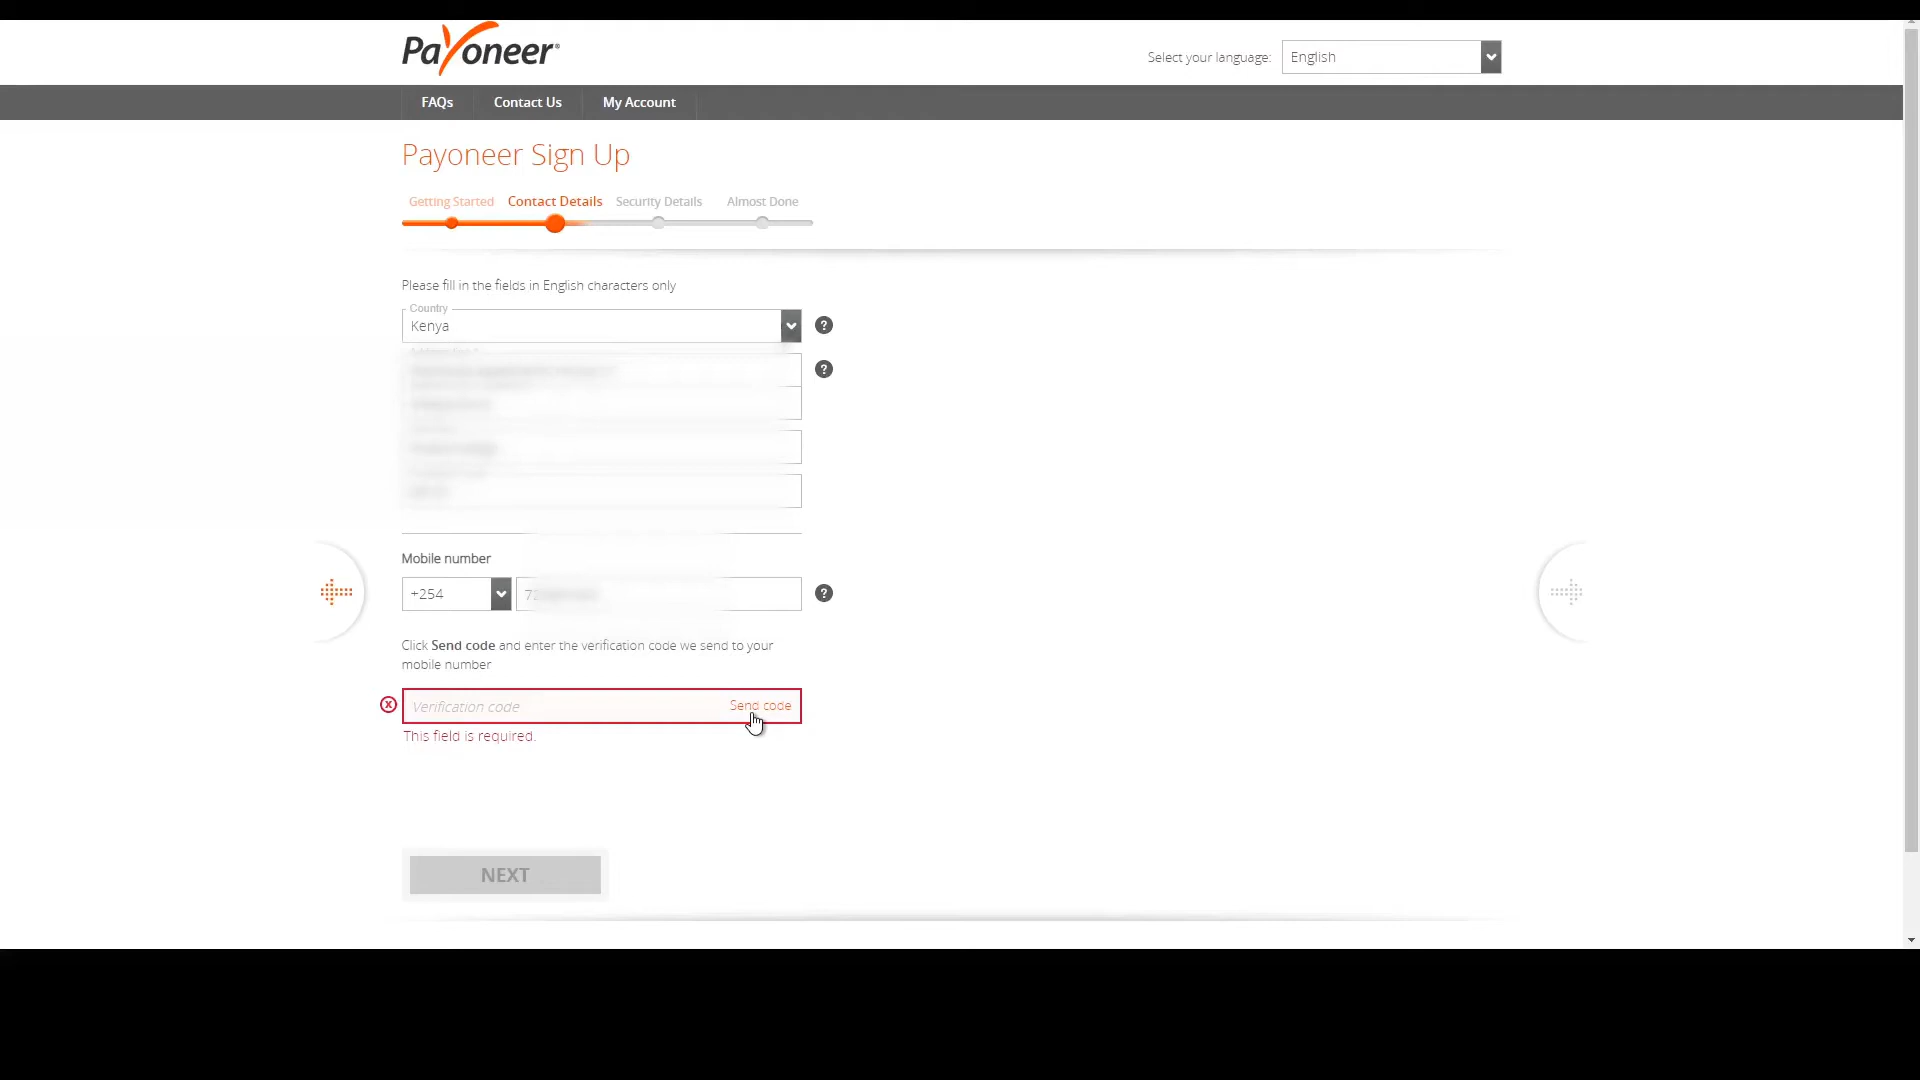 Payoneer
Select your language:
English
FAQs
Contact Us
My Account
Payoneer Sign Up
Getting Started
Contact Details
Security Details
Almost Done
Please fill in the fields in English characters only
Country
Kenya
?
?
Mobile number
+254
?
Click Send code and enter the verification code we send to your
mobile number
Verification code
Send code
This field is required.
NEXT